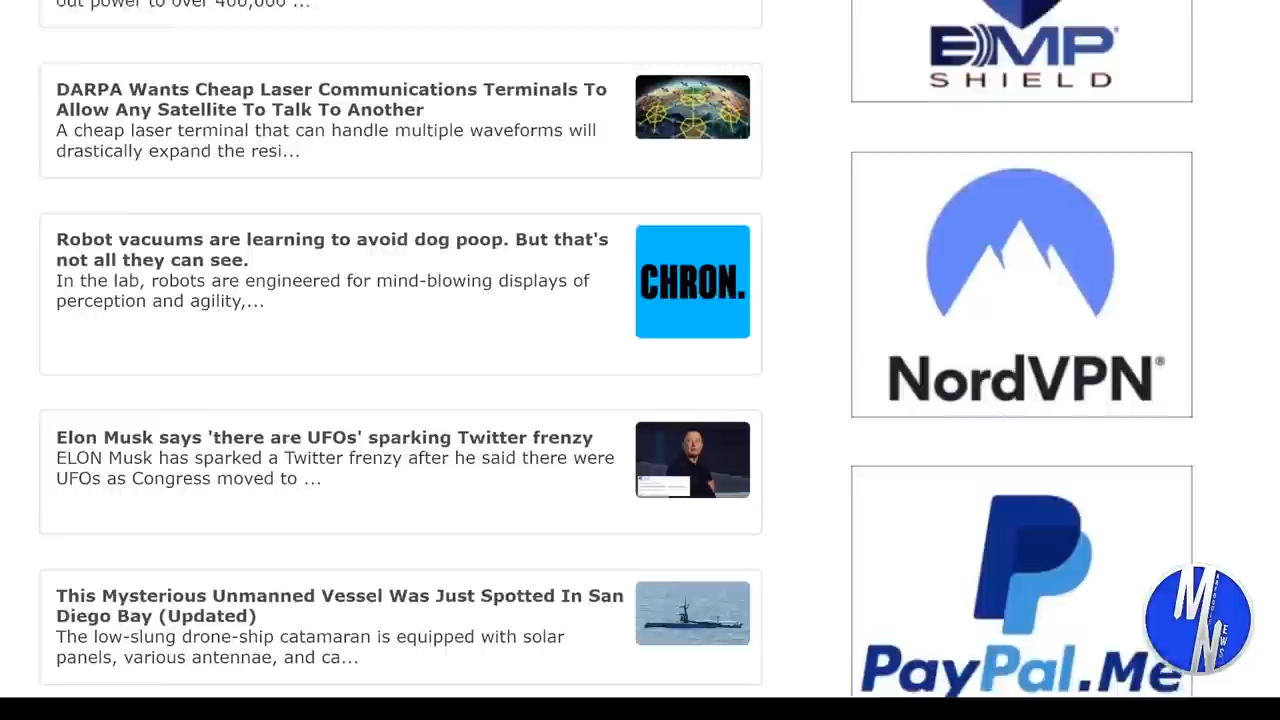 out power to over 400,000 ...
DARPA Wants Cheap Laser Communications Terminals To
Allow Any Satellite To Talk To Another
A cheap laser terminal that can handle multiple waveforms will
drastically expand the resi...
Robot vacuums are learning to avoid dog poop. But that's
not all they can see.
In the lab, robots are engineered for mind-blowing displays of
perception and agility,...
CHRON.
Elon Musk says 'there are UFOs' sparking Twitter frenzy
ELON Musk has sparked a Twitter frenzy after he said there were
UFOs as Congress moved to ...
This Mysterious Unmanned Vessel Was Just Spotted In San
Diego Bay (Updated)
The low-slung drone-ship catamaran is equipped with solar
panels, various antennae, and ca...
EMP
SHIELD
NordVPN®
PayPal.Me